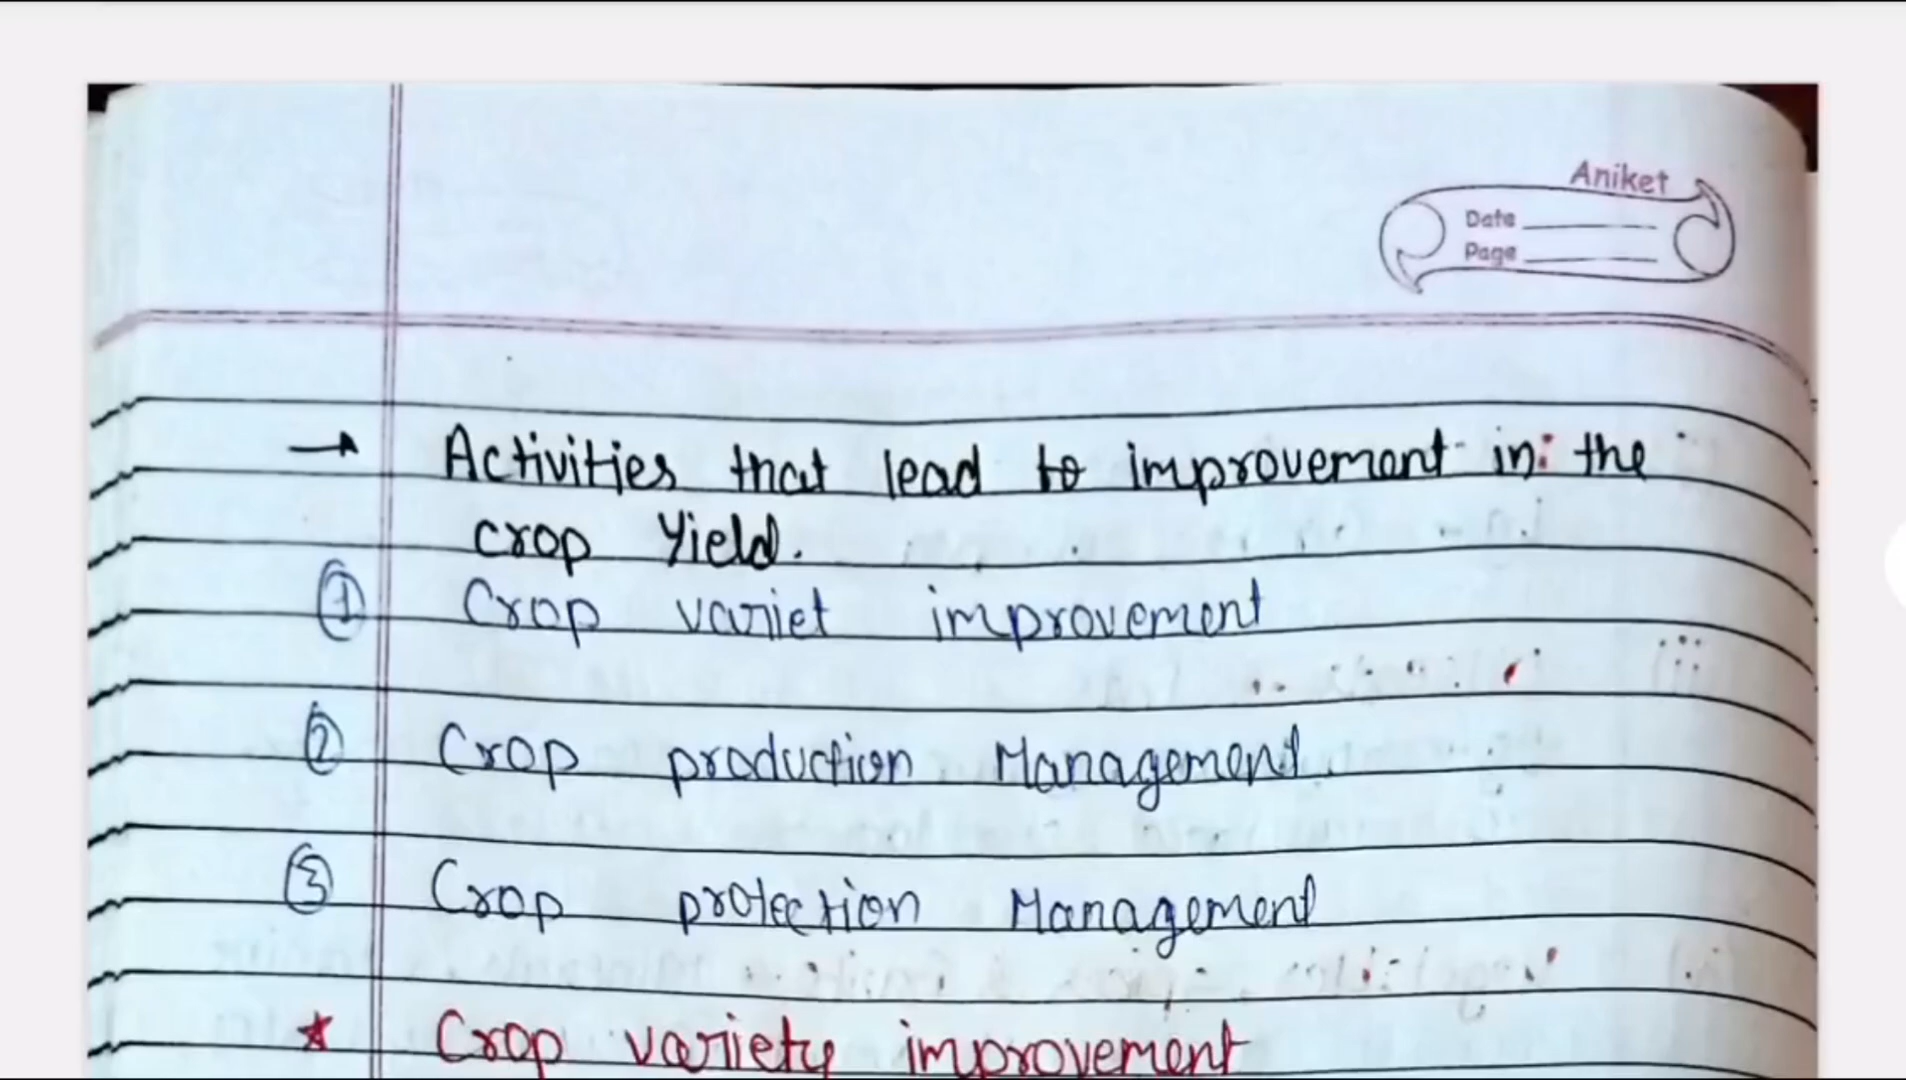 Aniket
Date
Page
→ Activities that lead to improvement in the
crop Yield.
① Crop variet improvement
② Crop production Management.
③ Crop protection Management
★ Crop variety improvement